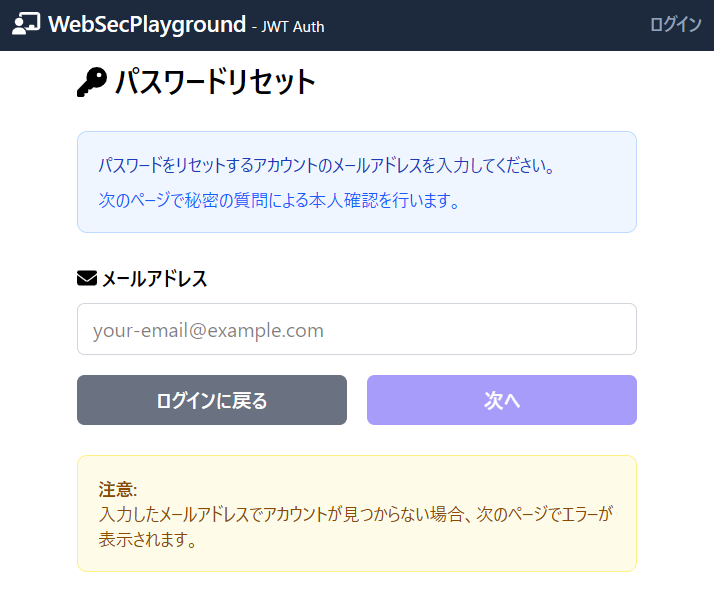 WebSecPlayground - JWT Auth
ログイン
パスワードリセット
パスワードをリセットするアカウントのメールアドレスを入力してください。
次のページで秘密の質問による本人確認を行います。
メールアドレス
your-email@example.com
ログインに戻る
次へ
注意:
入力したメールアドレスでアカウントが見つからない場合、次のページでエラーが
表示されます。